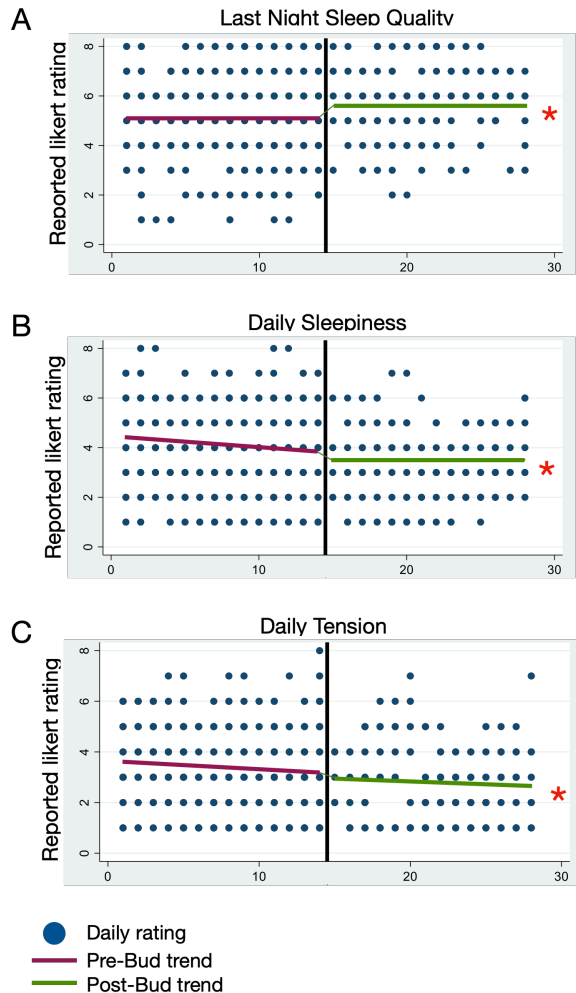 A
Last Night Sleep Quality
Reported likert rating
8
6
4
2
0
0 10 20 30
B
Daily Sleepiness
Reported likert rating
8
6
4
2
0
0 10 20 30
C
Daily Tension
Reported likert rating
8
6
4
2
0
0 10 20 30
Daily rating
Pre-Bud trend
Post-Bud trend